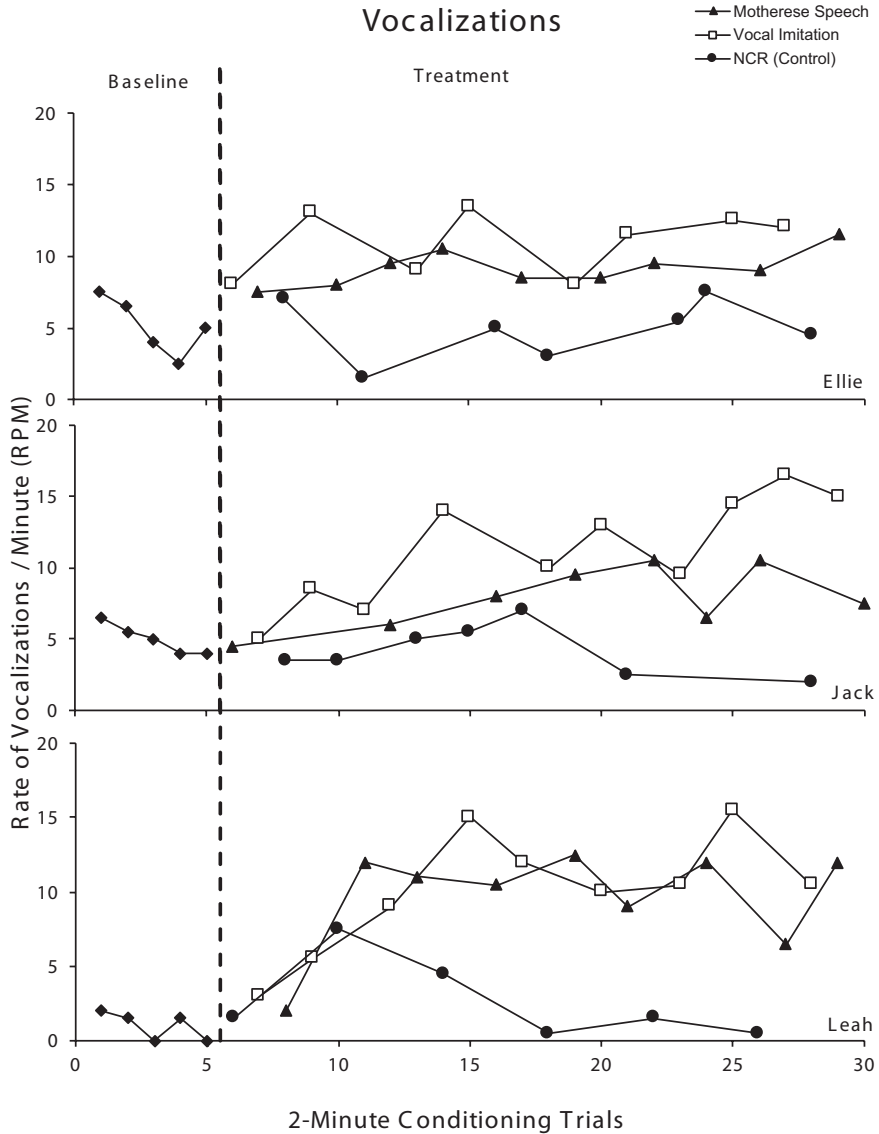 Vocalizations
Motherese Speech
Vocal Imitation
NCR (Control)
Baseline
Treatment
20
15
10
5
0
Ellie
20
15
10
5
0
Jack
20
15
10
5
0
Leah
0 5 10 15 20 25 30
Rate of Vocalizations / Minute (RPM)
2-Minute Conditioning Trials